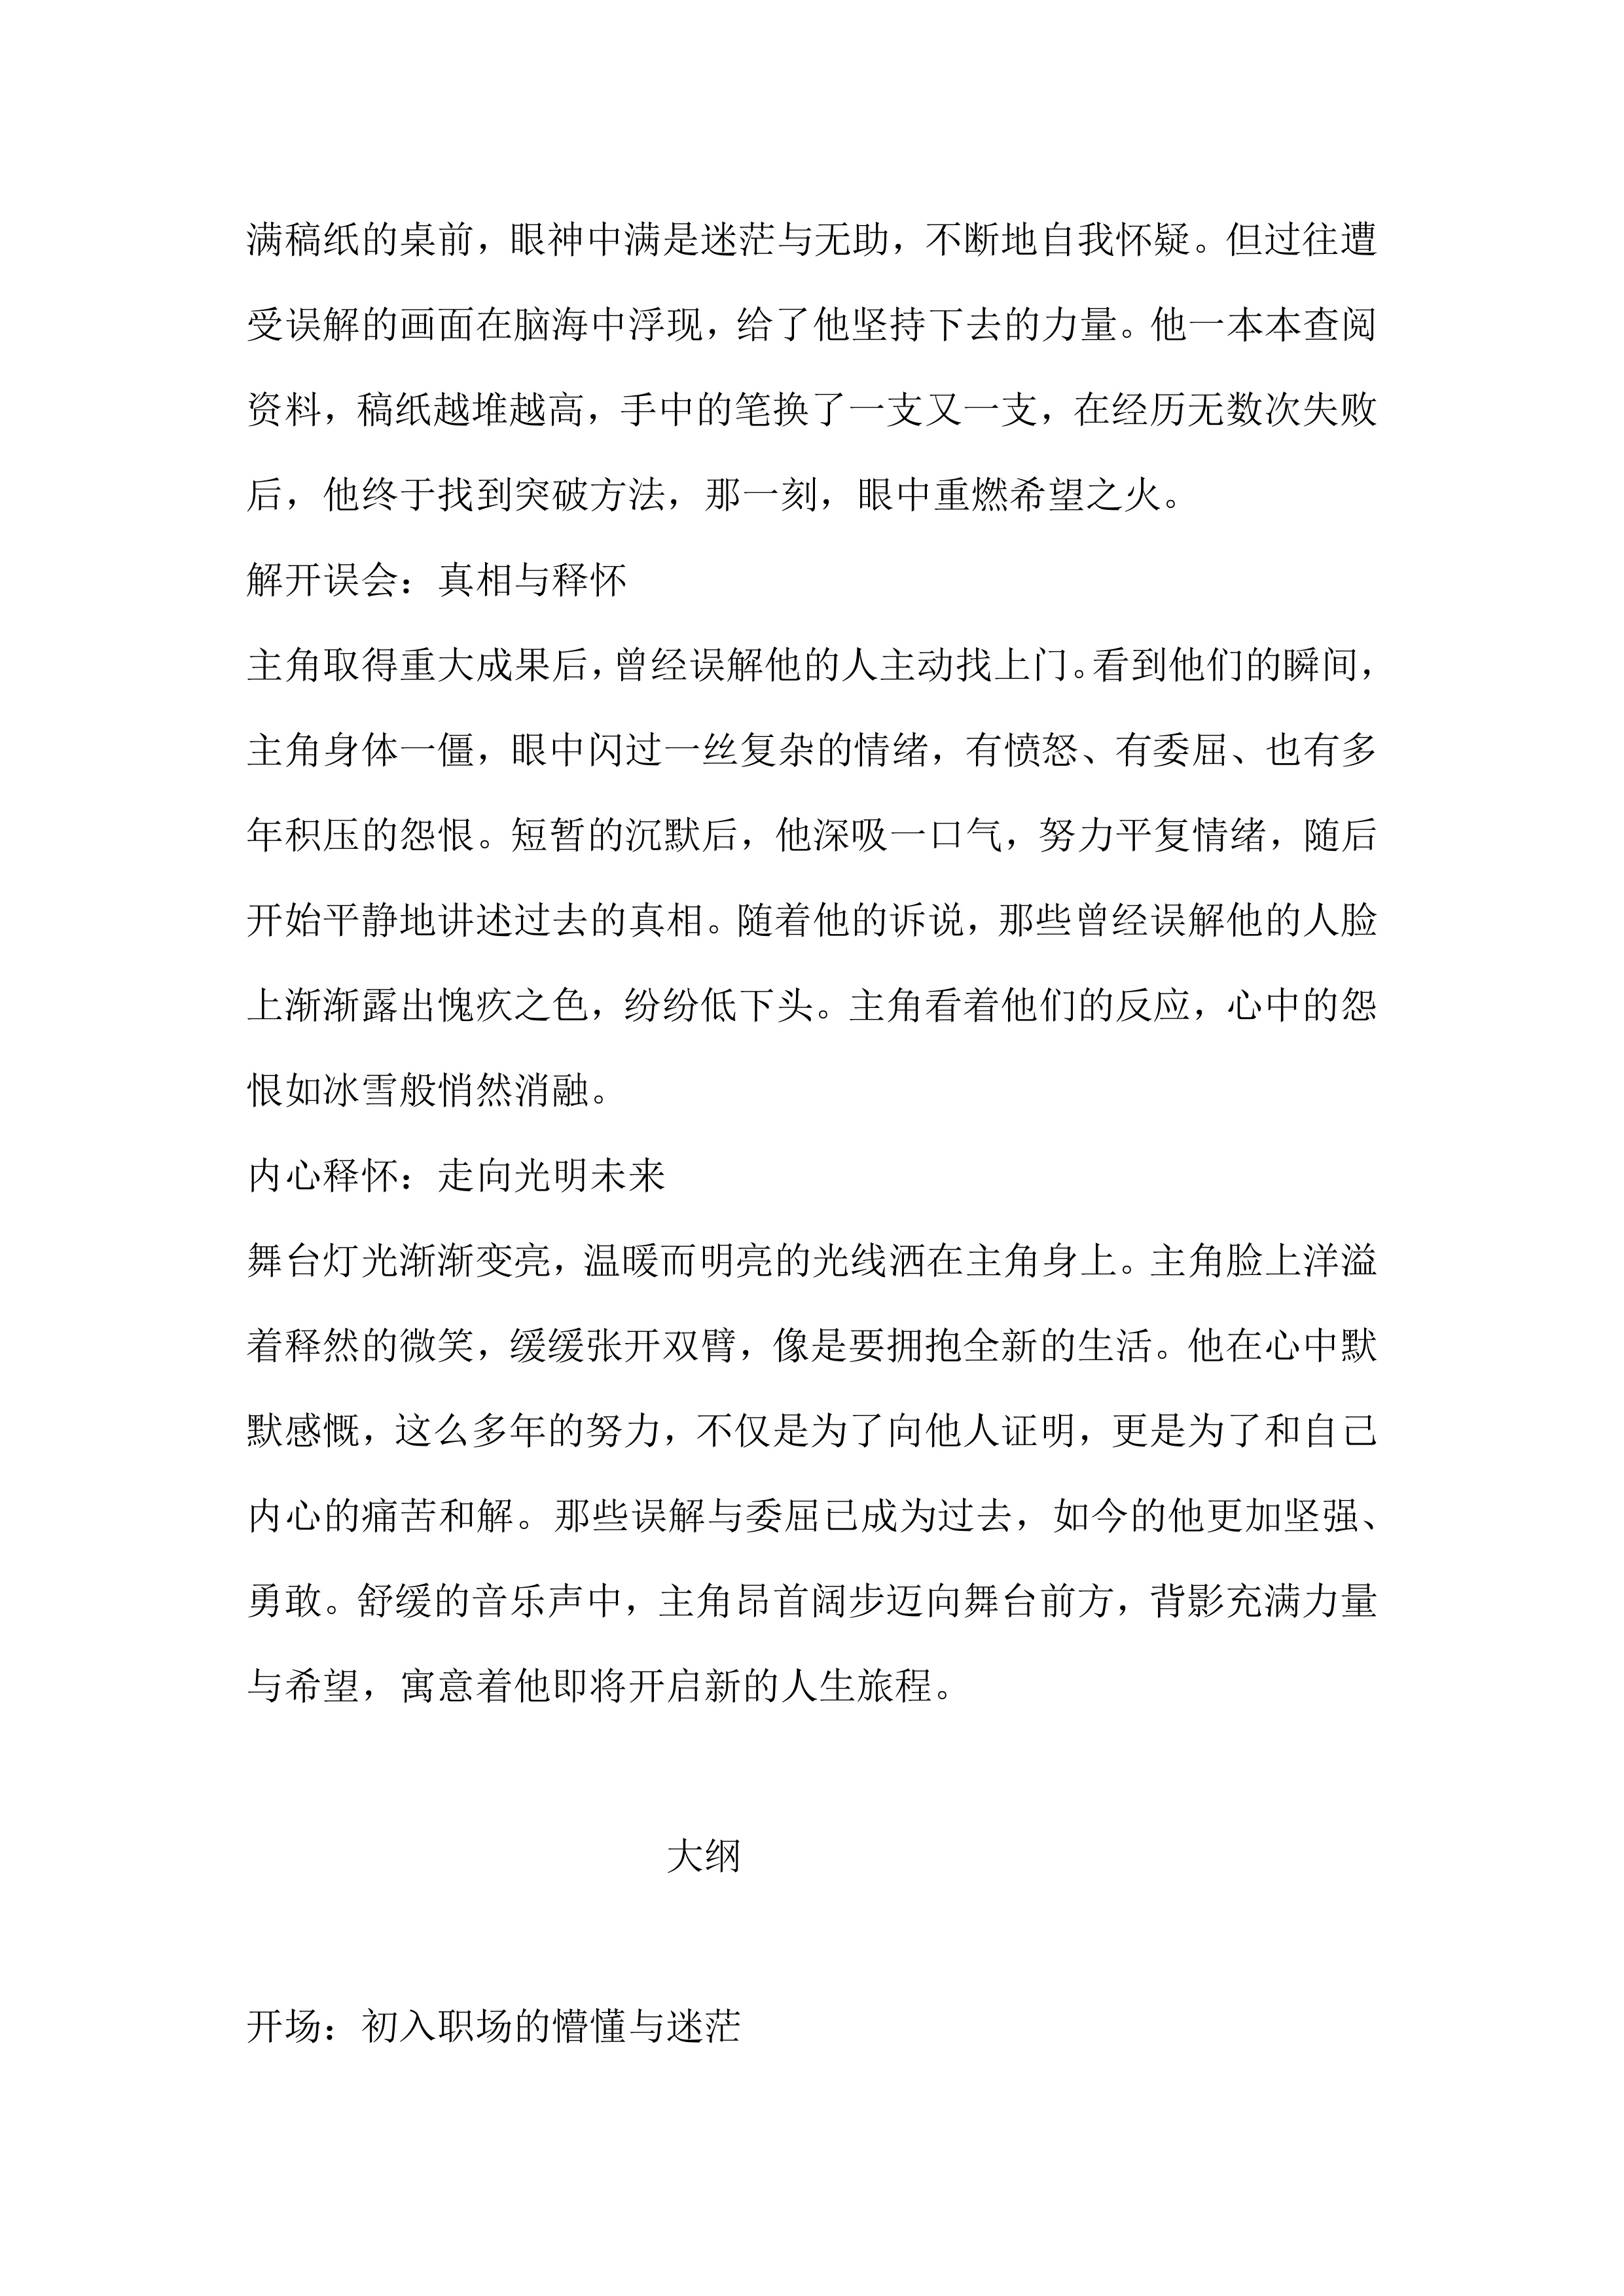 满稿纸的桌前，眼神中满是迷茫与无助，不断地自我怀疑。但过往遭
受误解的画面在脑海中浮现，给了他坚持下去的力量。他一本本查阅
资料，稿纸越堆越高，手中的笔换了一支又一支，在经历无数次失败
后，他终于找到突破方法，那一刻，眼中重燃希望之火。
解开误会：真相与释怀
主角取得重大成果后，曾经误解他的人主动找上门。看到他们的瞬间，
主角身体一僵，眼中闪过一丝复杂的情绪，有愤怒、有委屈、也有多
年积压的怨恨。短暂的沉默后，他深吸一口气，努力平复情绪，随后
开始平静地讲述过去的真相。随着他的诉说，那些曾经误解他的人脸
上渐渐露出愧疚之色，纷纷低下头。主角看着他们的反应，心中的怨
恨如冰雪般悄然消融。
内心释怀：走向光明未来
舞台灯光渐渐变亮，温暖而明亮的光线洒在主角身上。主角脸上洋溢
着释然的微笑，缓缓张开双臂，像是要拥抱全新的生活。他在心中默
默感慨，这么多年的努力，不仅是为了向他人证明，更是为了和自己
内心的痛苦和解。那些误解与委屈已成为过去，如今的他更加坚强、
勇敢。舒缓的音乐声中，主角昂首阔步迈向舞台前方，背影充满力量
与希望，寓意着他即将开启新的人生旅程。
大纲
开场：初入职场的懵懂与迷茫